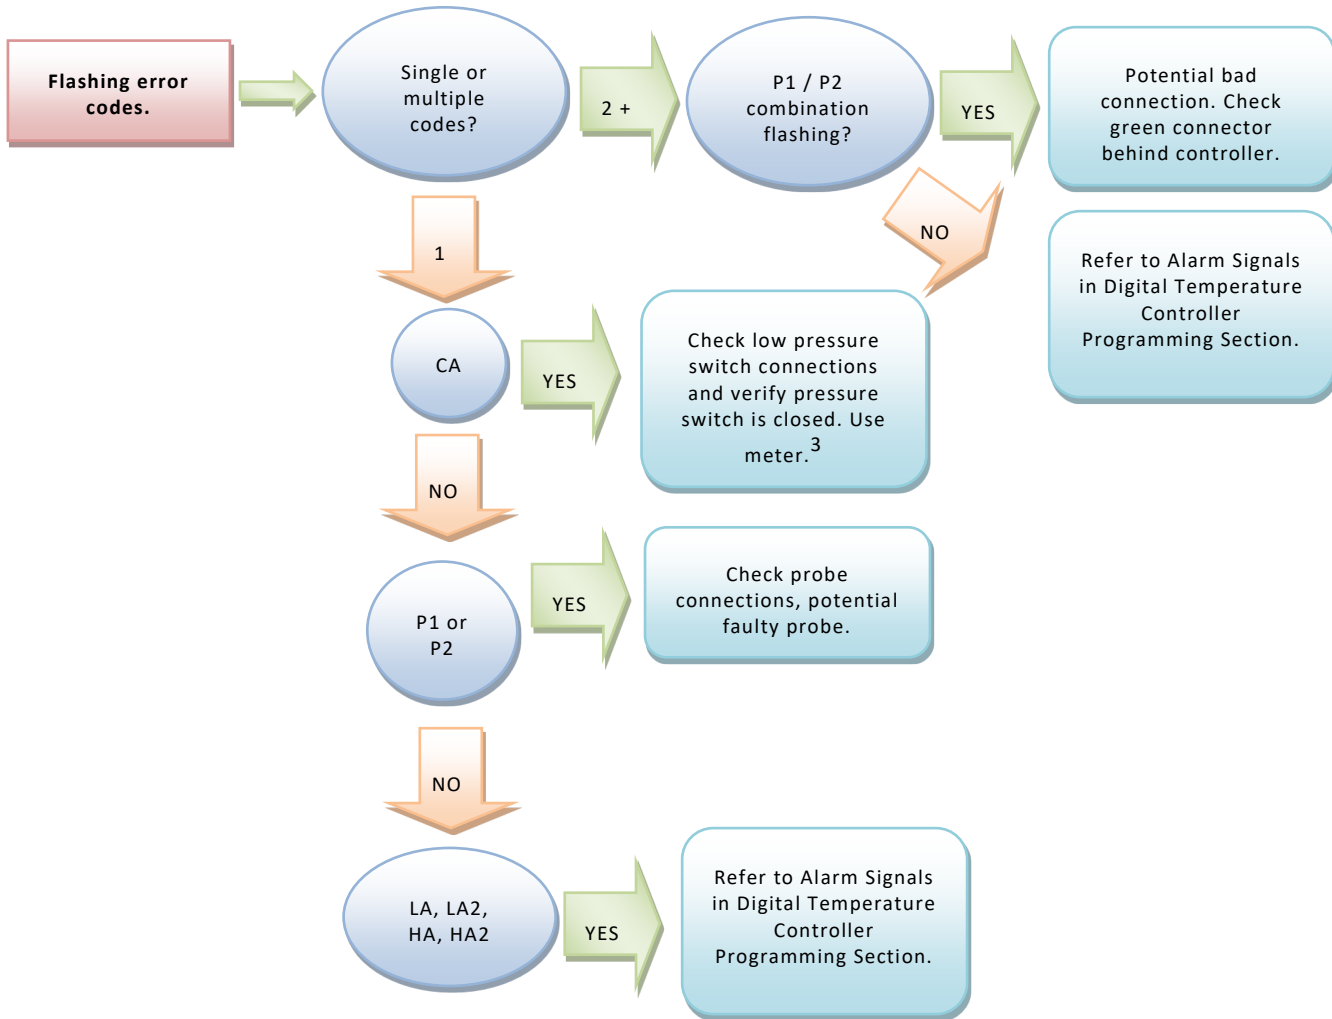 Flashing error
codes.
Single or
multiple
codes?
2 +
P1 / P2
combination
flashing?
YES
Potential bad
connection. Check
green connector
behind controller.
NO
Refer to Alarm Signals
in Digital Temperature
Controller
Programming Section.
1
CA
YES
Check low pressure
switch connections
and verify pressure
switch is closed. Use
meter.3
NO
P1 or
P2
YES
Check probe
connections, potential
faulty probe.
NO
LA, LA2,
HA, HA2
YES
Refer to Alarm Signals
in Digital Temperature
Controller
Programming Section.